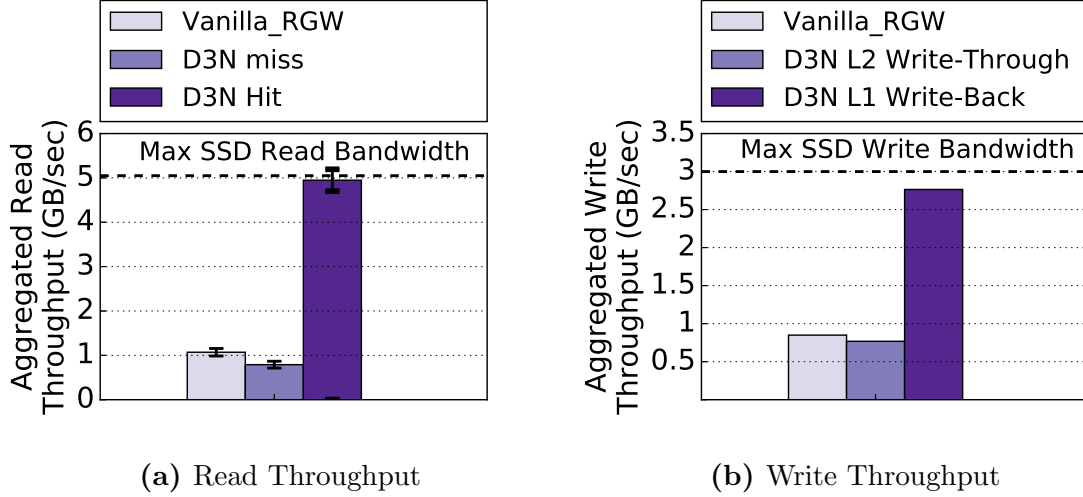 Vanilla_RGW
D3N miss
D3N Hit
Aggregated Read
Throughput (GB/sec)
6
5
4
3
2
1
0
Max SSD Read Bandwidth
(a) Read Throughput
Vanilla_RGW
D3N L2 Write-Through
D3N L1 Write-Back
Aggregated Write
Throughput (GB/sec)
3.5
3
2.5
2
1.5
1
0.5
Max SSD Write Bandwidth
(b) Write Throughput